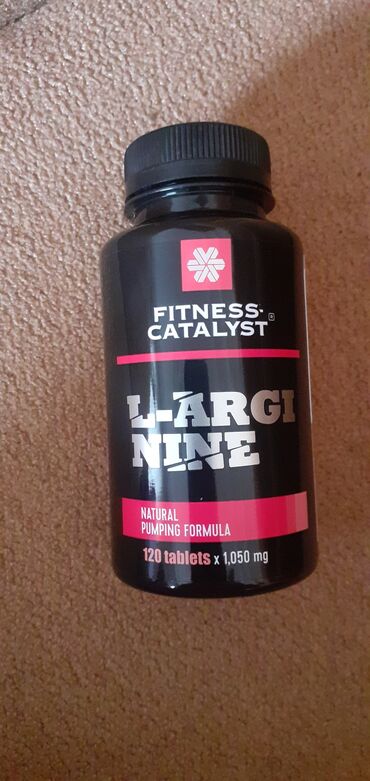 FITNESS-
CATALYST®
L-ARGI
NINE
NATURAL
PUMPING FORMULA
120 tablets x 1,050 mg